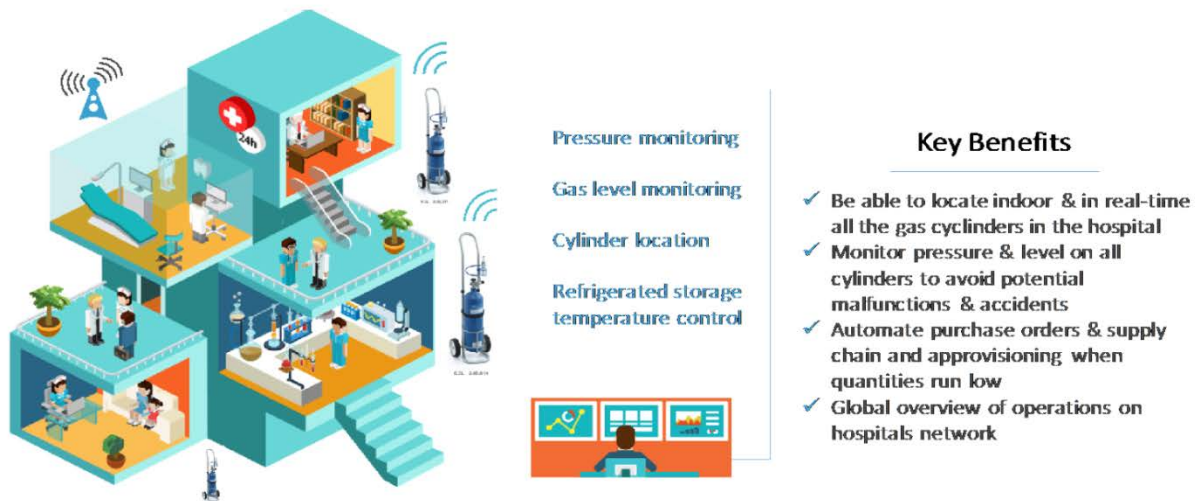 24h
Pressure monitoring
Gas level monitoring
Cylinder location
Refrigerated storage
temperature control
Key Benefits
✓ Be able to locate indoor & in real-time
all the gas cyclinders in the hospital
✓ Monitor pressure & level on all
cylinders to avoid potential
malfunctions & accidents
✓ Automate purchase orders & supply
chain and approvisioning when
quantities run low
✓ Global overview of operations on
hospitals network